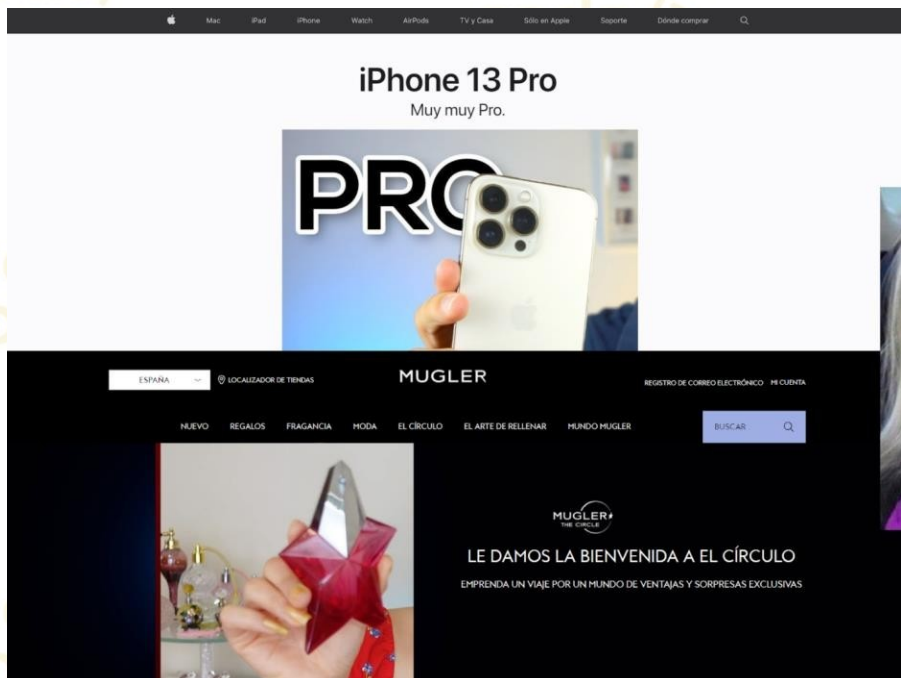 Mac iPad iPhone Watch AirPods TV y Casa Sólo en Apple Soporte Dónde comprar
iPhone 13 Pro
Muy muy Pro.
PRO
ESPAÑA LOCALIZADOR DE TIENDAS MUGLER REGISTRO DE CORREO ELECTRÓNICO MI CUENTA
NUEVO REGALOS FRAGANCIA MODA EL CÍRCULO EL ARTE DE RELLENAR MUNDO MUGLER BUSCAR
MUGLER
THE CIRCLE
LE DAMOS LA BIENVENIDA A EL CÍRCULO
EMPRENDA UN VIAJE POR UN MUNDO DE VENTAJAS Y SORPRESAS EXCLUSIVAS